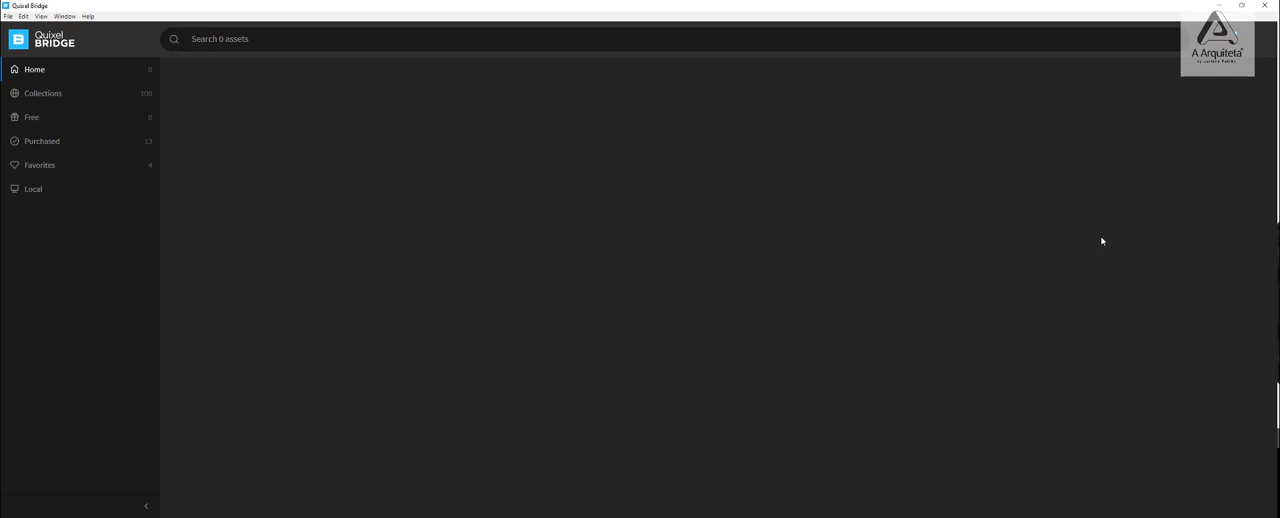 Quixel Bridge
File Edit View Window Help
Quixel
BRIDGE
Search 0 assets
A Arquiteta
Home 0
Collections 100
Free 0
Purchased 13
Favorites 4
Local